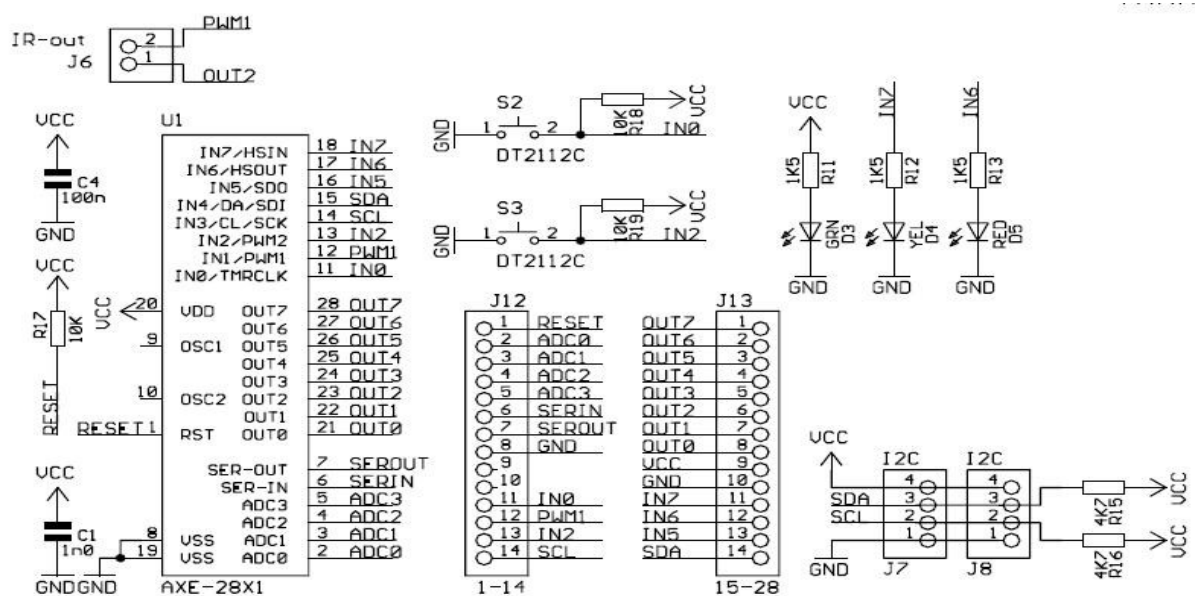 IR-out
J6
2
1
PWM1
OUT2
VCC
C4
100n
GND
VCC
R17
10K
RESET
VCC
C1
1n0
GND
GND
U1
IN7/HSIN 18 IN7
IN6/HSOUT 17 IN6
IN5/SDO 16 IN5
IN4/DA/SDI 15 SDA
IN3/CL/SCK 14 SCL
IN2/PWM2 13 IN2
IN1/PWM1 12 PWM1
IN0/TMRCLK 11 IN0
VCC 20 VDD OUT7 28 OUT7
OUT6 27 OUT6
9 OSC1 OUT5 26 OUT5
OUT4 25 OUT4
OUT3 24 OUT3
10 OSC2 OUT2 23 OUT2
OUT1 22 OUT1
RESET 1 RST OUT0 21 OUT0
SER-OUT 7 SEROUT
SER-IN 6 SERIN
ADC3 5 ADC3
ADC2 4 ADC2
8 VSS ADC1 3 ADC1
19 VSS ADC0 2 ADC0
AXE-28X1
S2
GND 1 2
DT2112C
10K
R18
VCC
IN0
S3
GND 1 2
DT2112C
10K
R19
VCC
IN2
VCC
1K5
R11
GRN
D3
GND
IN7
1K5
R12
YEL
D4
GND
IN6
1K5
R13
RED
D5
GND
J12
1 RESET
2 ADC0
3 ADC1
4 ADC2
5 ADC3
6 SERIN
7 SEROUT
8 GND
9
10
11 IN0
12 PWM1
13 IN2
14 SCL
1-14
J13
OUT7 1
OUT6 2
OUT5 3
OUT4 4
OUT3 5
OUT2 6
OUT1 7
OUT0 8
VCC 9
GND 10
IN7 11
IN6 12
IN5 13
SDA 14
15-28
VCC
I2C I2C
4 4
SDA 3 3
SCL 2 2
1 1
GND
J7 J8
4K7
R15
VCC
4K7
R16
VCC